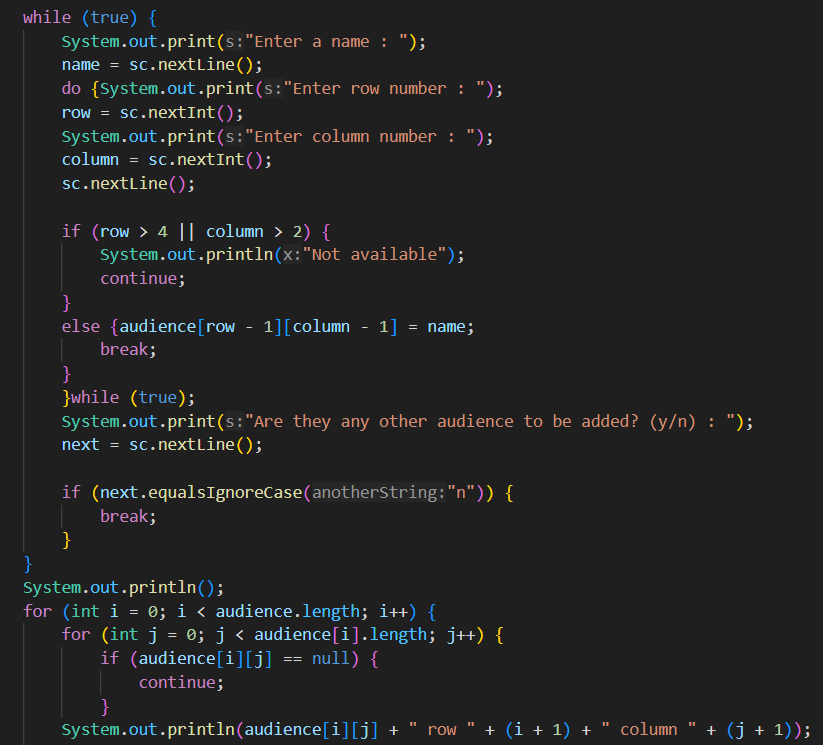 while (true) {
    System.out.print(s:"Enter a name : ");
    name = sc.nextLine();
    do {System.out.print(s:"Enter row number : ");
    row = sc.nextInt();
    System.out.print(s:"Enter column number : ");
    column = sc.nextInt();
    sc.nextLine();

    if (row > 4 || column > 2) {
        System.out.println(x:"Not available");
        continue;
    }
    else {audience[row - 1][column - 1] = name;
        break;
    }
    }while (true);
    System.out.print(s:"Are they any other audience to be added? (y/n) : ");
    next = sc.nextLine();

    if (next.equalsIgnoreCase(anotherString:"n")) {
        break;
    }
}
System.out.println();
for (int i = 0; i < audience.length; i++) {
    for (int j = 0; j < audience[i].length; j++) {
        if (audience[i][j] == null) {
            continue;
        }
    System.out.println(audience[i][j] + " row " + (i + 1) + " column " + (j + 1));